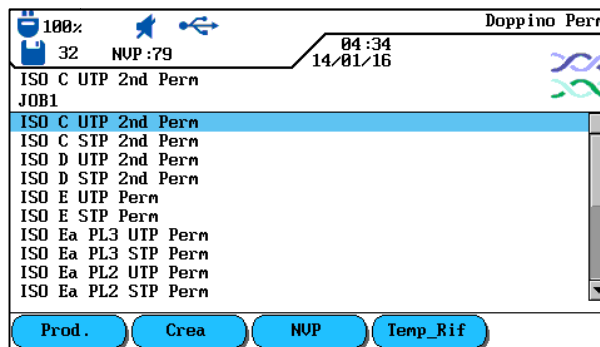 100% Doppino Perm
32 NVP:79 04:34
14/01/16
ISO C UTP 2nd Perm
JOB1
ISO C UTP 2nd Perm
ISO C STP 2nd Perm
ISO D UTP 2nd Perm
ISO D STP 2nd Perm
ISO E UTP Perm
ISO E STP Perm
ISO Ea PL3 UTP Perm
ISO Ea PL3 STP Perm
ISO Ea PL2 UTP Perm
ISO Ea PL2 STP Perm
Prod. Crea NVP Temp_Rif